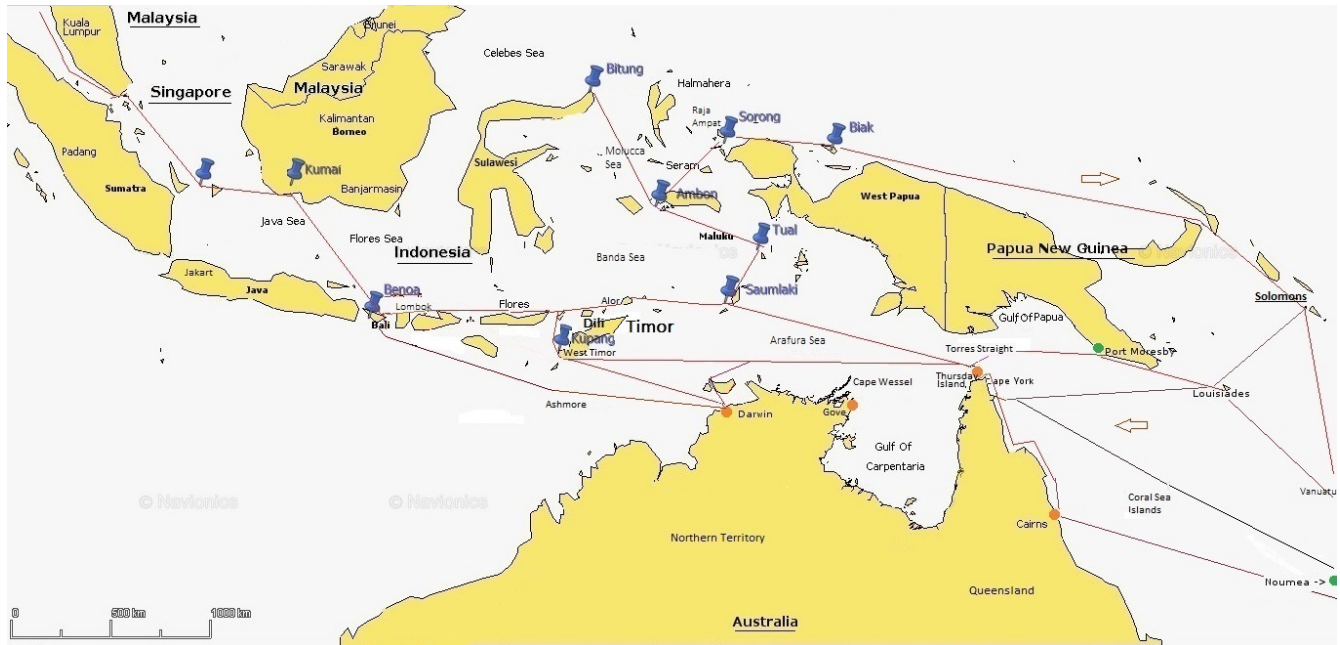 Kuala
Lumpur
Malaysia
Brunei
Celebes Sea
Bitung
Sarawak
Halmahera
Singapore
Malaysia
Raja
Ampat
Sorong
Kalimantan
Borneo
Biak
Padang
Molucca
Sea
Sulawesi
Seram
Kumai
Sumatra
Banjarmasin
Ambon
West Papua
Java Sea
Tual
Flores Sea
Maluku
Indonesia
Banda Sea
Papua New Guinea
© Navionics
Jakart
Java
Benoa
Saumlaki
Solomons
Lombok
Flores
Alor
Bali
Dili
Timor
Gulf Of Papua
Kupang
West Timor
Arafura Sea
Torres Straight
Port Moresby
Thursday
Island
Cape York
Cape Wessel
Louisiades
Ashmore
Darwin
Gove
Gulf Of
Carpentaria
© Navionics
© Navionics
Coral Sea
Islands
Vanuatu
Cairns
Northern Territory
Noumea ->
Queensland
0 500 km 1000 km
Australia